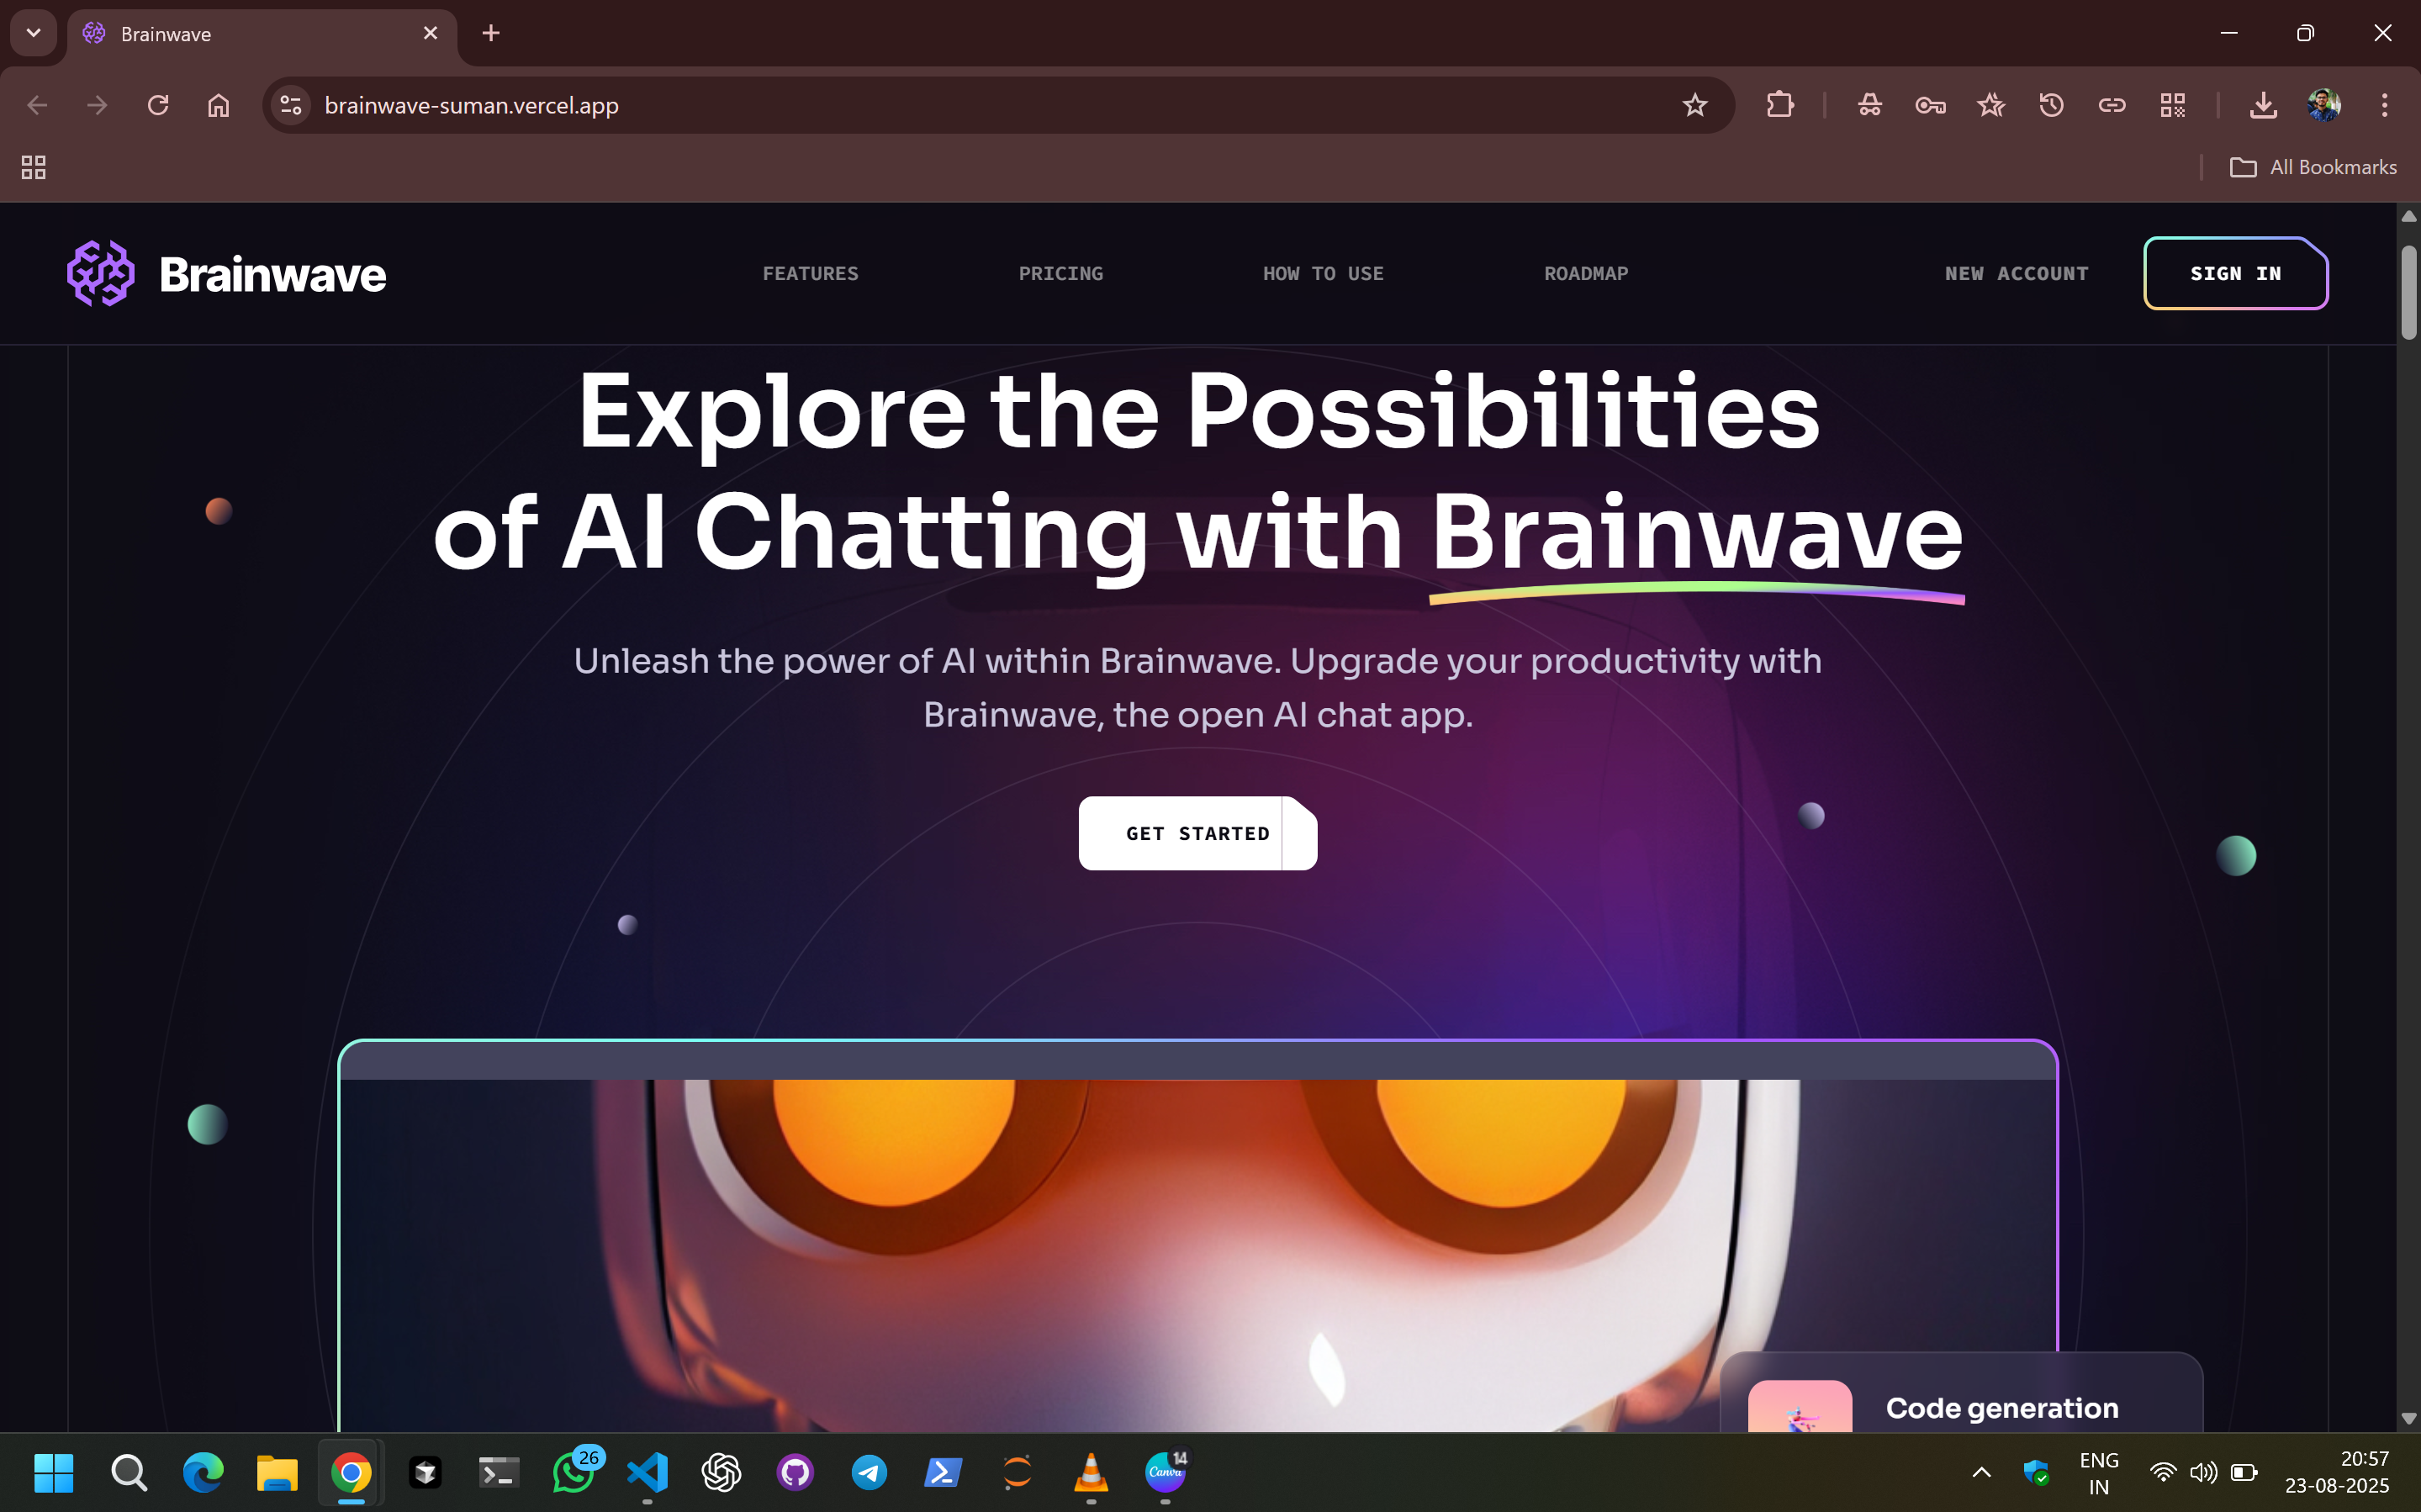 Brainwave
brainwave-suman.vercel.app
All Bookmarks
Brainwave
FEATURES
PRICING
HOW TO USE
ROADMAP
NEW ACCOUNT
SIGN IN
Explore the Possibilities
of AI Chatting with Brainwave
Unleash the power of AI within Brainwave. Upgrade your productivity with
Brainwave, the open AI chat app.
GET STARTED
Code generation
26
Canva
14
ENG
IN
20:57
23-08-2025